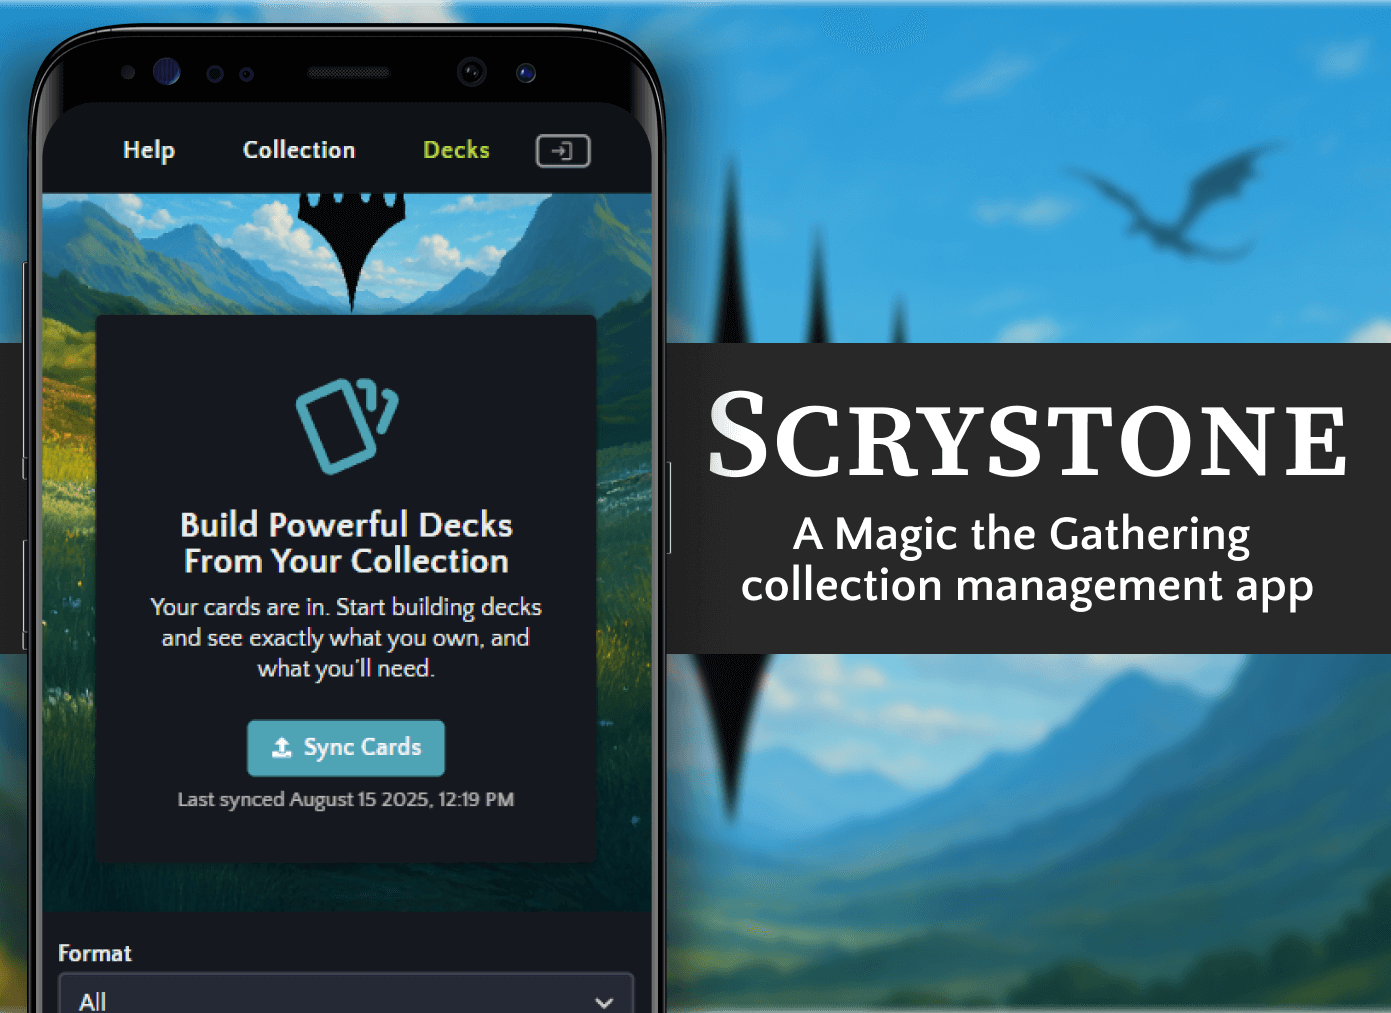 Help
Collection
Decks
Build Powerful Decks
From Your Collection
Your cards are in. Start building decks
and see exactly what you own, and
what you'll need.
Sync Cards
Last synced August 15 2025, 12:19 PM
Format
All
SCRYSTONE
A Magic the Gathering
collection management app